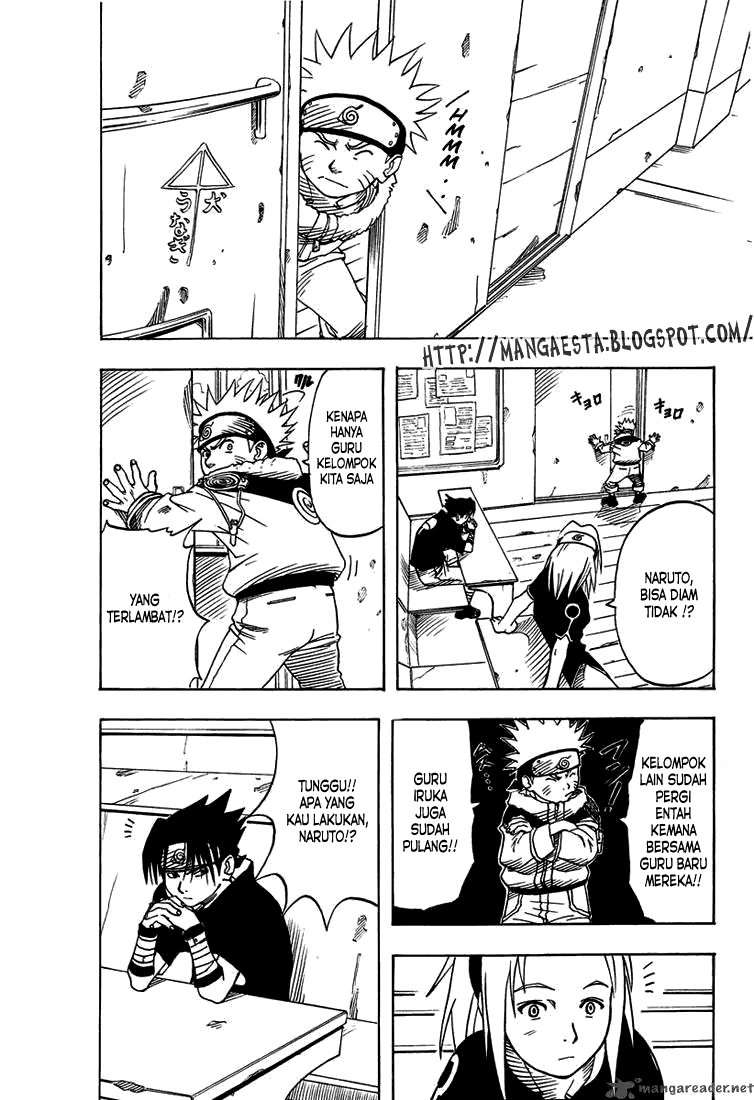 HMMM...
犬
うなぎ
HTTP://MANGAESTA.BLOGSPOT.COM/
キョロ
キョロ
NARUTO,
BISA DIAM
TIDAK !?
クル
KENAPA
HANYA
GURU
KELOMPOK
KITA SAJA
YANG
TERLAMBAT!?
KELOMPOK
LAIN SUDAH
PERGI
ENTAH
KEMANA
BERSAMA
GURU BARU
MEREKA!!
GURU
IRUKA
JUGA
SUDAH
PULANG!!
TUNGGU!!
APA YANG
KAU LAKUKAN,
NARUTO!?
mangareader.net